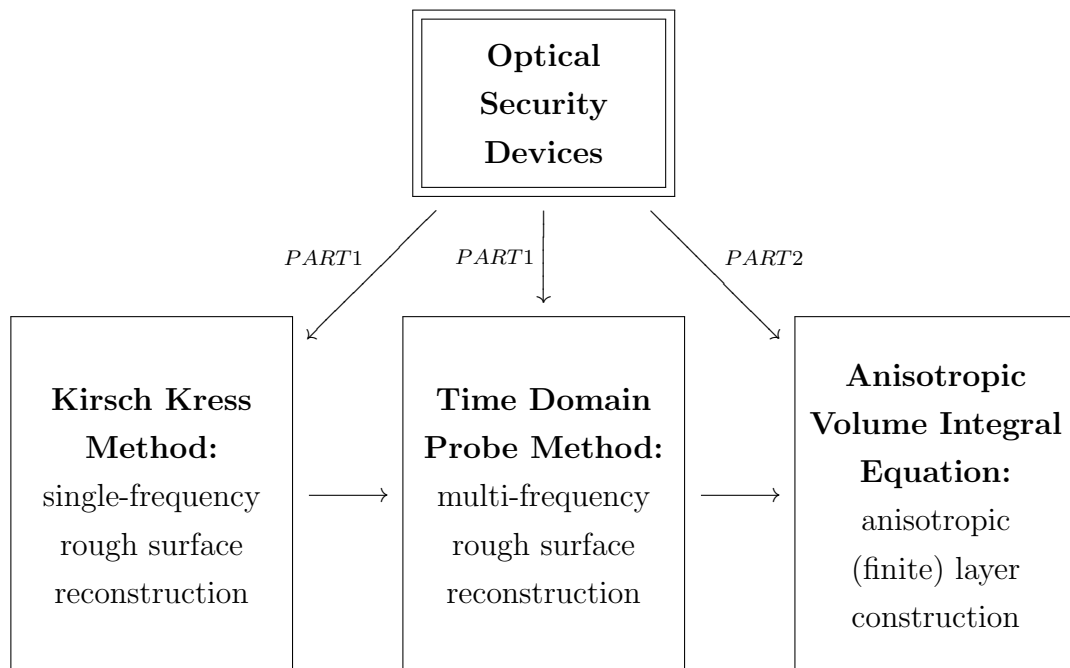 Optical
Security
Devices
PART1
PART1
PART2
Kirsch Kress
Method:
single-frequency
rough surface
reconstruction
Time Domain
Probe Method:
multi-frequency
rough surface
reconstruction
Anisotropic
Volume Integral
Equation:
anisotropic
(finite) layer
construction